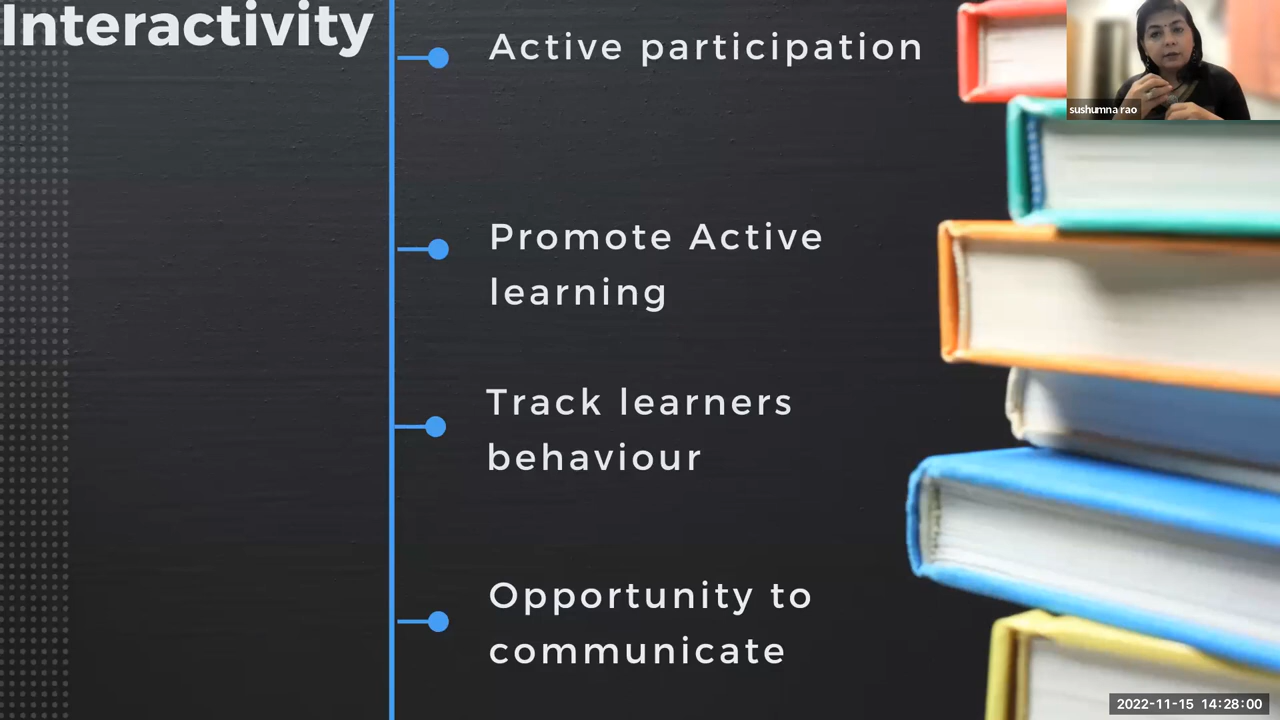 Interactivity
Active participation
Promote Active
learning
Track learners
behaviour
Opportunity to
communicate
sushumna rao
2022-11-15 14:28:00